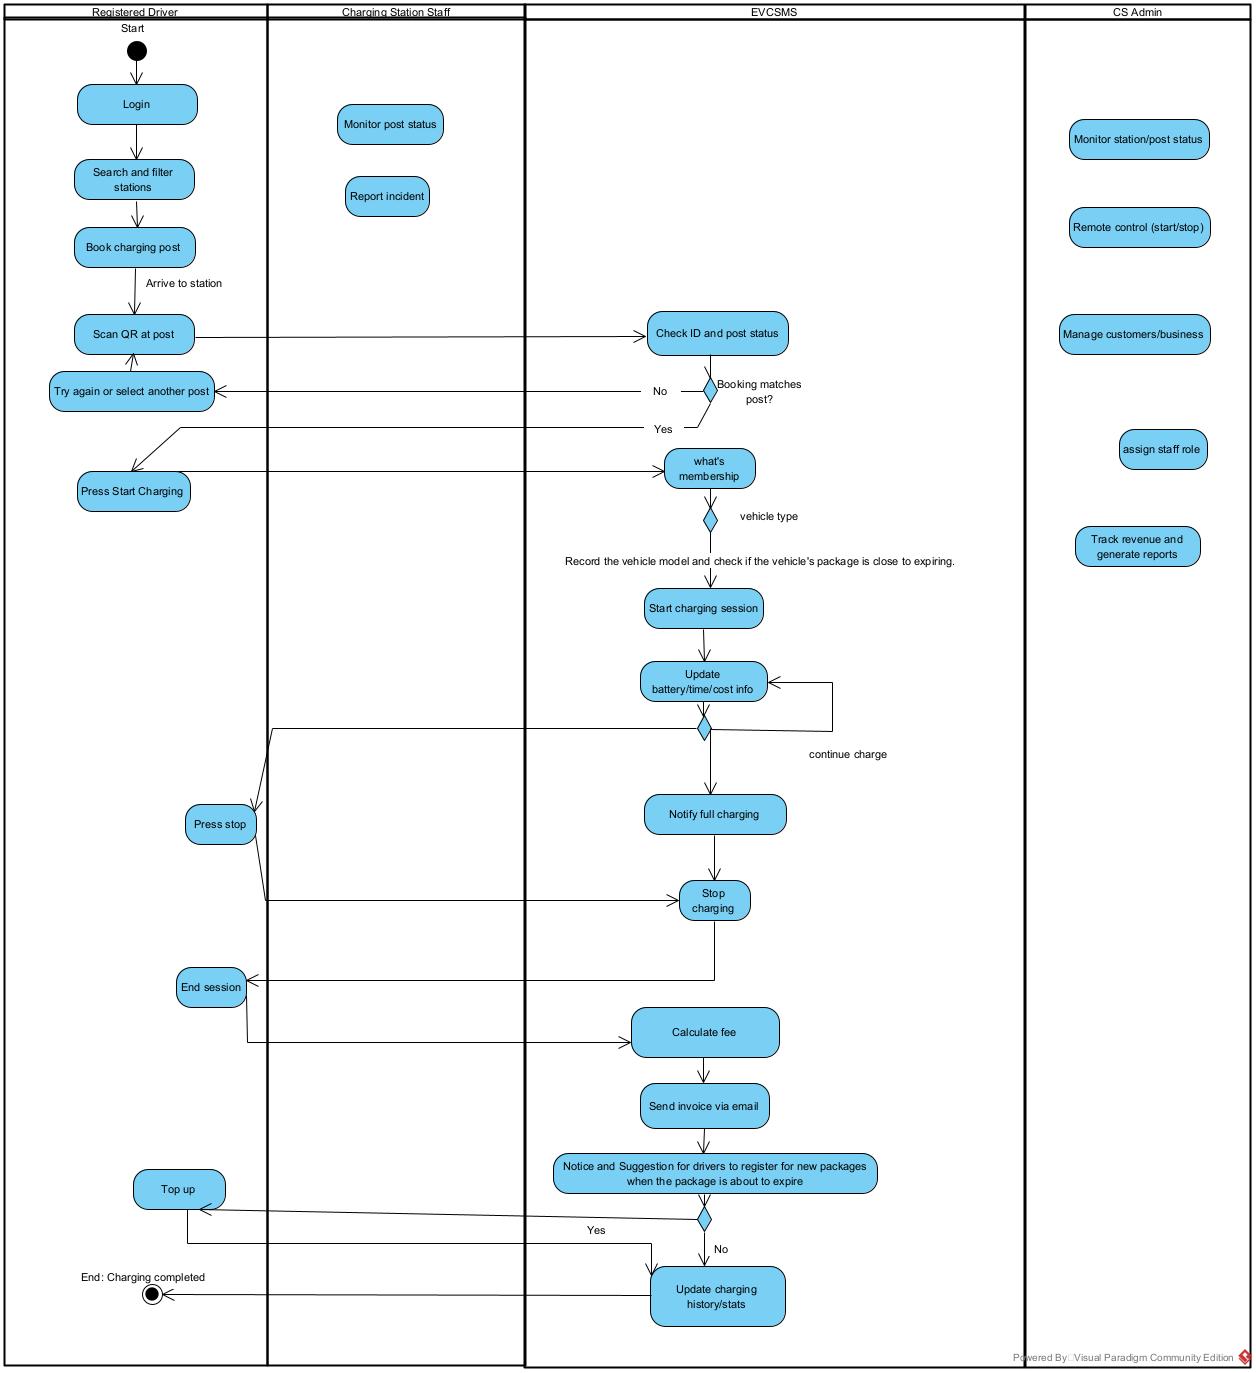 Registered Driver
Charging Station Staff
EVCSMS
CS Admin
Start
Login
Monitor post status
Monitor station/post status
Search and filter
stations
Report incident
Remote control (start/stop)
Book charging post
Arrive to station
Scan QR at post
Check ID and post status
Manage customers/business
Try again or select another post
No
Booking matches
post?
Yes
what's
membership
assign staff role
Press Start Charging
vehicle type
Track revenue and
generate reports
Record the vehicle model and check if the vehicle's package is close to expiring.
Start charging session
Update
battery/time/cost info
continue charge
Press stop
Notify full charging
Stop
charging
End session
Calculate fee
Send invoice via email
Notice and Suggestion for drivers to register for new packages
when the package is about to expire
Top up
Yes
No
End: Charging completed
Update charging
history/stats
Powered By Visual Paradigm Community Edition